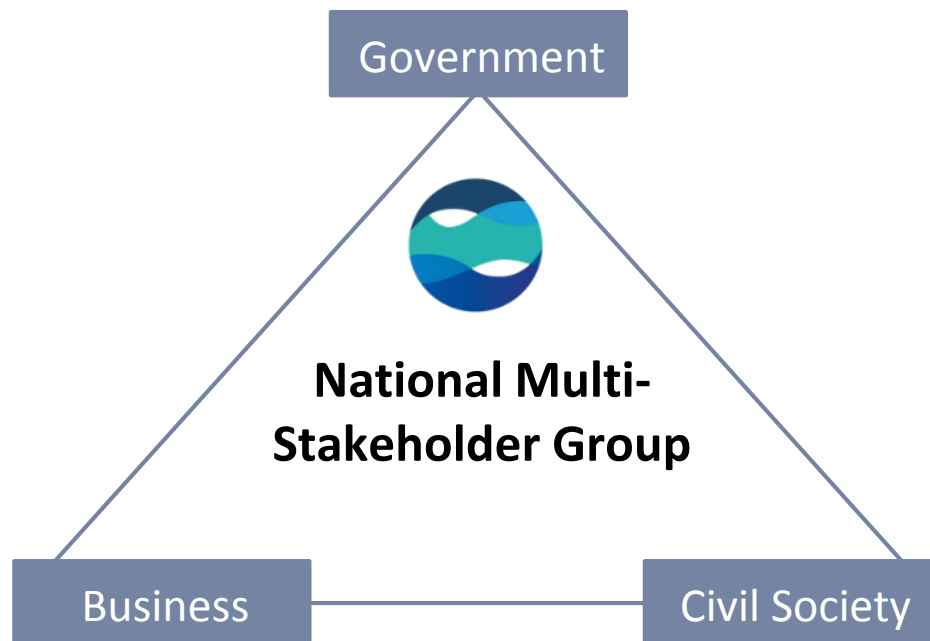 Government
National Multi-
Stakeholder Group
Business
Civil Society